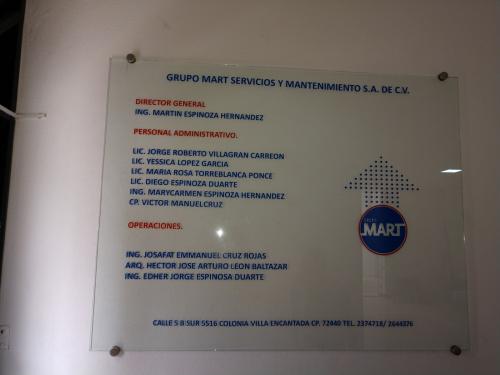 GRUPO MART SERVICIOS Y MANTENIMIENTO S.A. DE C.V.
DIRECTOR GENERAL
ING. MARTIN ESPINOZA HERNANDEZ
PERSONAL ADMINISTRATIVO.
LIC. JORGE ROBERTO VILLAGRAN CARREON
LIC. YESSICA LOPEZ GARCIA
LIC. MARIA ROSA TORREBLANCA PONCE
LIC. DIEGO ESPINOZA DUARTE
ING. MARYCARMEN ESPINOZA HERNANDEZ
CP. VICTOR MANUELCRUZ
OPERACIONES.
ING. JOSAFAT EMMANUEL CRUZ ROJAS
ARQ. HECTOR JOSE ARTURO LEON BALTAZAR
ING. EDHER JORGE ESPINOSA DUARTE
GRUPO
MART
CALLE 5 B SUR 5516 COLONIA VILLA ENCANTADA CP. 72440 TEL. 2374718/ 2644376